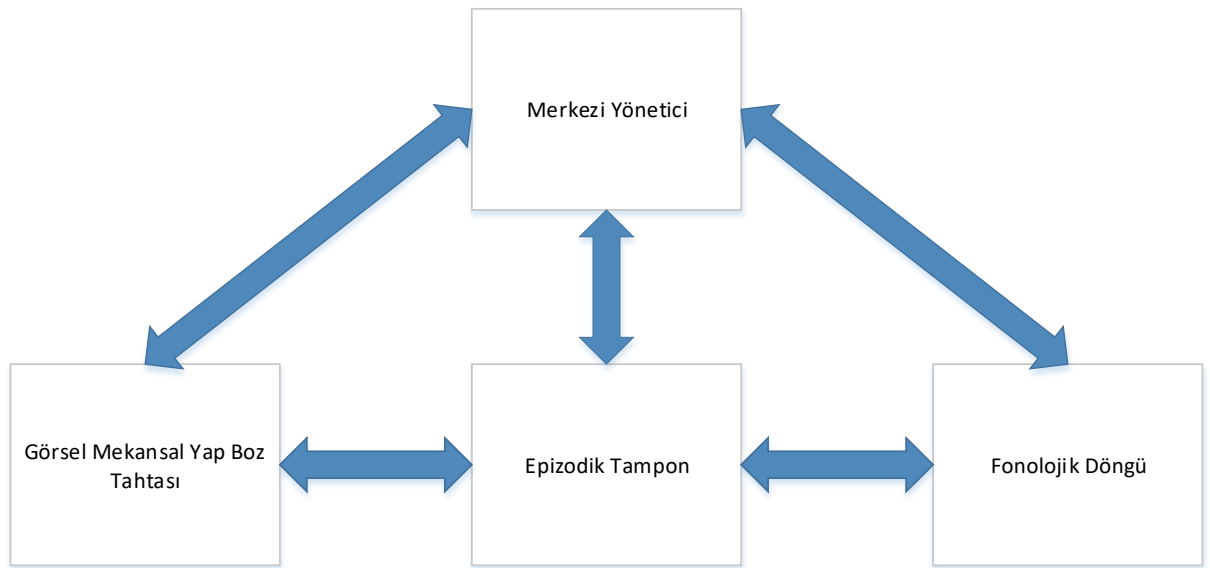 Merkezi Yönetici
Görsel Mekansal Yap Boz
Tahtası
Epizodik Tampon
Fonolojik Döngü